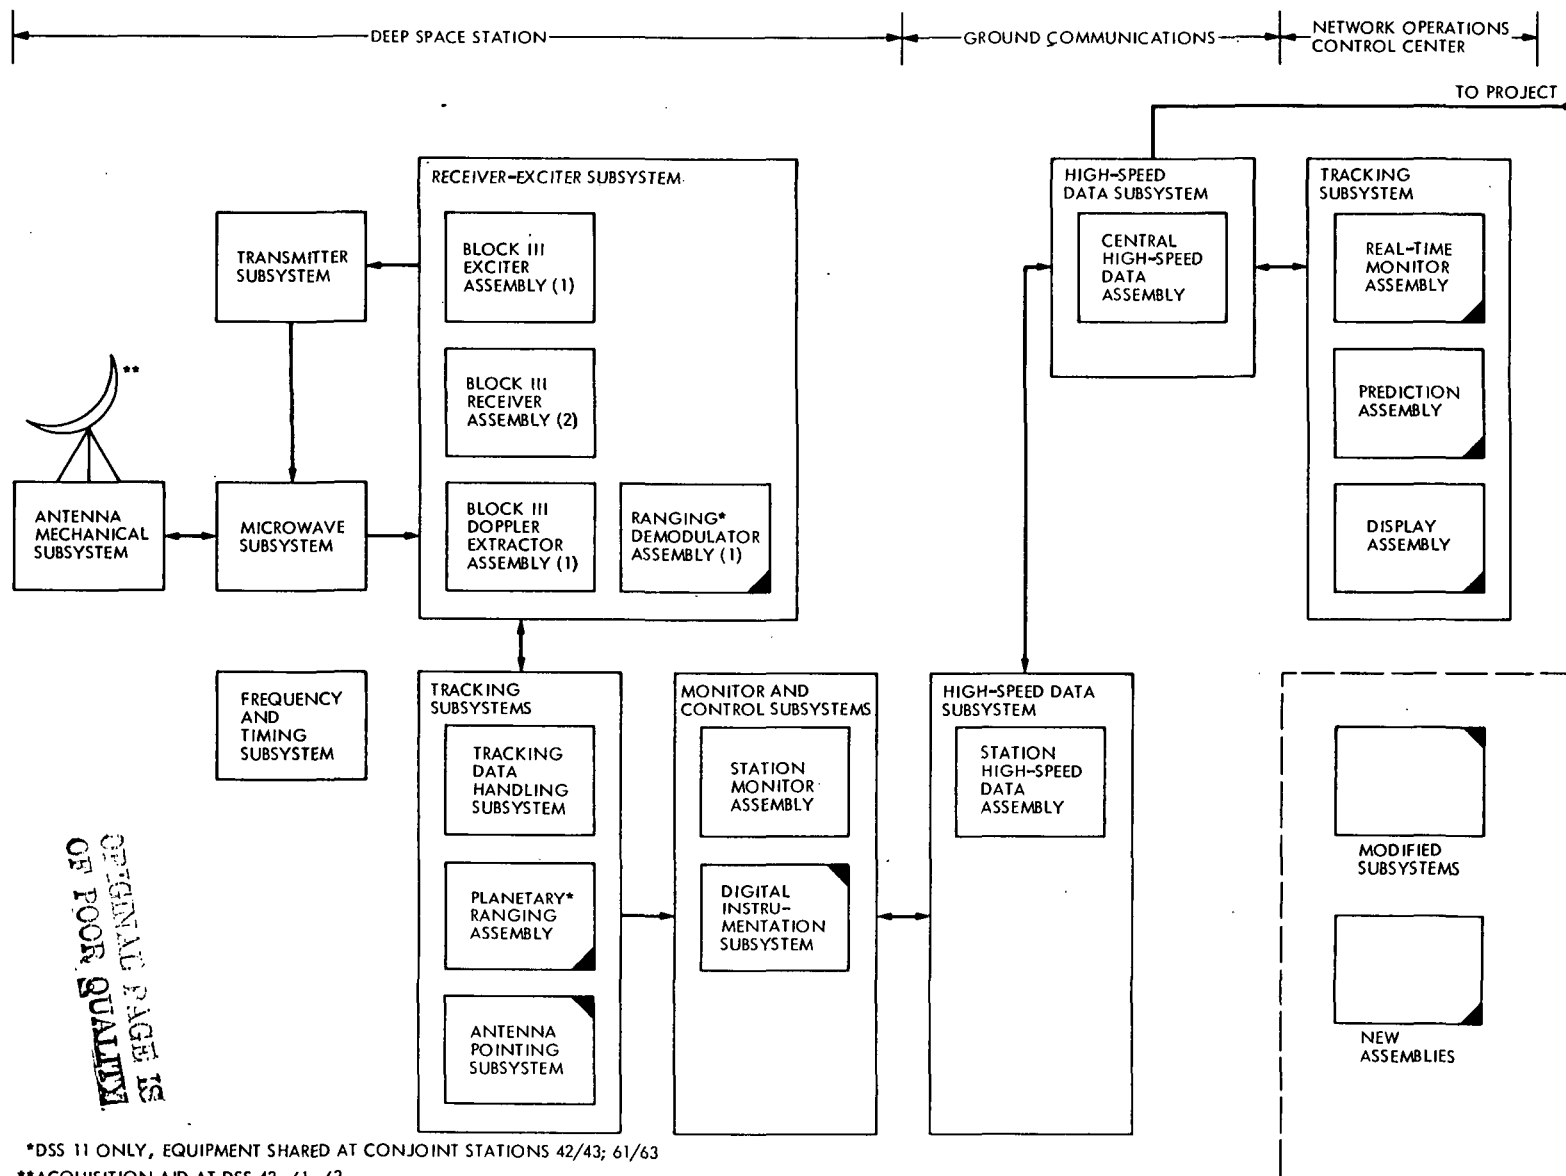 DEEP SPACE STATION
GROUND COMMUNICATIONS
NETWORK OPERATIONS
CONTROL CENTER
TO PROJECT
RECEIVER-EXCITER SUBSYSTEM
BLOCK III
EXCITER
ASSEMBLY (1)
BLOCK III
RECEIVER
ASSEMBLY (2)
BLOCK III
DOPPLER
EXTRACTOR
ASSEMBLY (1)
RANGING*
DEMODULATOR
ASSEMBLY (1)
TRANSMITTER
SUBSYSTEM
**
ANTENNA
MECHANICAL
SUBSYSTEM
MICROWAVE
SUBSYSTEM
HIGH-SPEED
DATA SUBSYSTEM
CENTRAL
HIGH-SPEED
DATA
ASSEMBLY
TRACKING
SUBSYSTEM
REAL-TIME
MONITOR
ASSEMBLY
PREDICTION
ASSEMBLY
DISPLAY
ASSEMBLY
FREQUENCY
AND
TIMING
SUBSYSTEM
TRACKING
SUBSYSTEMS
TRACKING
DATA
HANDLING
SUBSYSTEM
PLANETARY*
RANGING
ASSEMBLY
ANTENNA
POINTING
SUBSYSTEM
MONITOR AND
CONTROL SUBSYSTEMS
STATION
MONITOR
ASSEMBLY
DIGITAL
INSTRU-
MENTATION
SUBSYSTEM
HIGH-SPEED DATA
SUBSYSTEM
STATION
HIGH-SPEED
DATA
ASSEMBLY
MODIFIED
SUBSYSTEMS
NEW
ASSEMBLIES
ORIGINAL PAGE IS
OF POOR QUALITY
*DSS 11 ONLY, EQUIPMENT SHARED AT CONJOINT STATIONS 42/43; 61/63
**ACQUISITION AID AT DSS